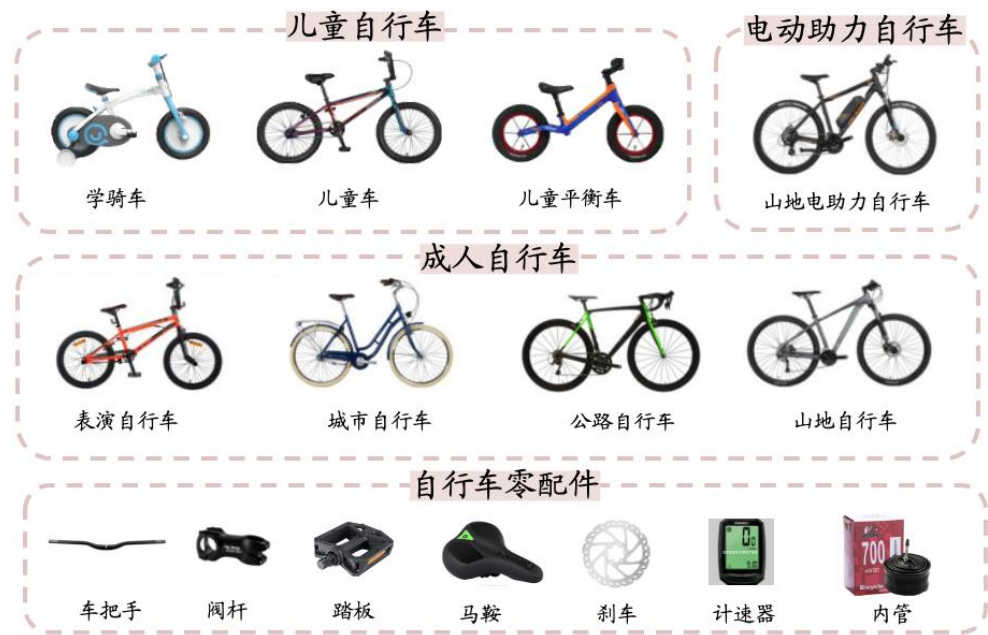 儿童自行车
电动助力自行车
学骑车
儿童车
儿童平衡车
山地电助力自行车
成人自行车
表演自行车
城市自行车
公路自行车
山地自行车
自行车零配件
700
Bicycle
车把手
阀杆
踏板
马鞍
刹车
计速器
内管